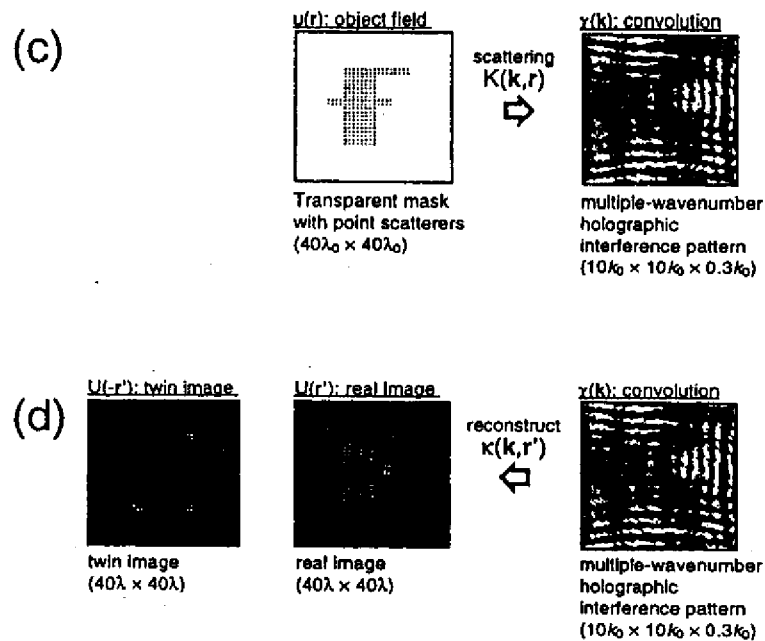 (c)
u(r): object field
Transparent mask
with point scatterers
(40λ₀ × 40λ₀)
scattering
K(k,r)
χ(k): convolution
multiple-wavenumber
holographic
interference pattern
(10k₀ × 10k₀ × 0.3k₀)
(d)
U(-r'): twin image
twin image
(40λ × 40λ)
U(r'): real image
real image
(40λ × 40λ)
reconstruct
κ(k,r')
χ(k): convolution
multiple-wavenumber
holographic
interference pattern
(10k₀ × 10k₀ × 0.3k₀)